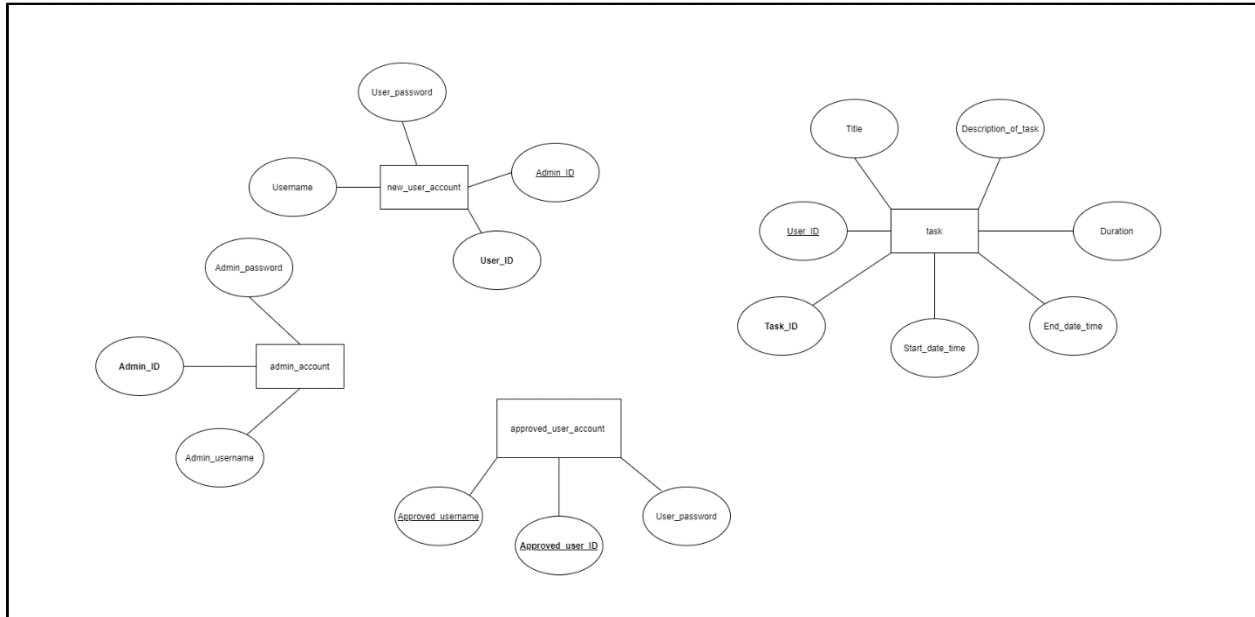 User_password
Username
new_user_account
Admin_ID
User_ID
Admin_password
Admin_ID
admin_account
Admin_username
approved_user_account
Approved_username
Approved_user_ID
User_password
Title
Description_of_task
User_ID
task
Duration
Task_ID
Start_date_time
End_date_time